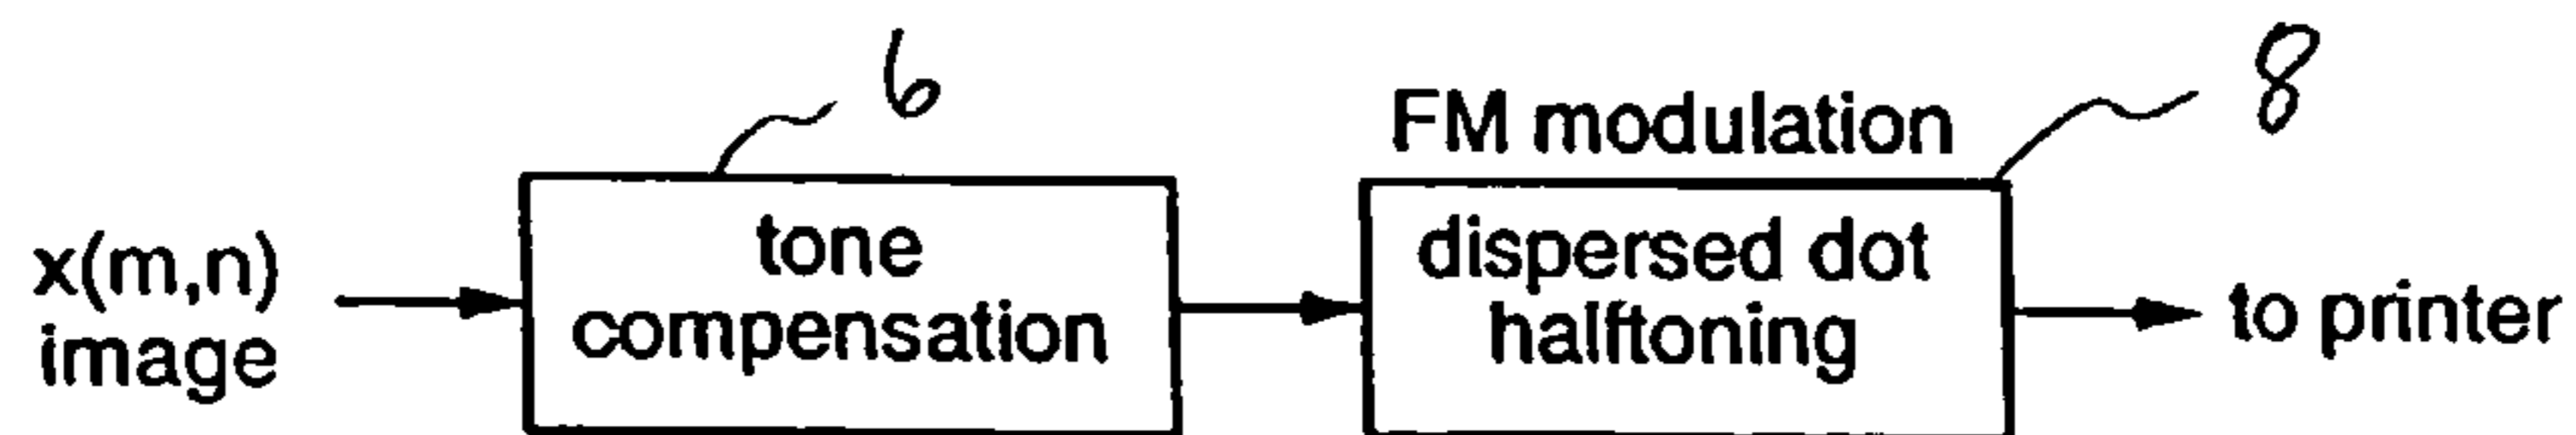 6
8
FM modulation
x(m,n)
image
tone
compensation
dispersed dot
halftoning
to printer